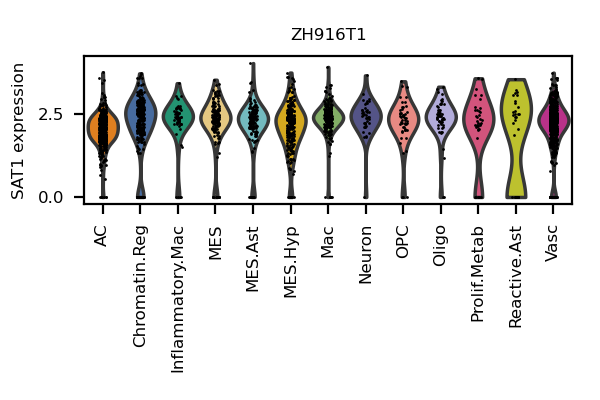 ZH916T1
SAT1 expression
2.5
0.0
AC
Chromatin.Reg
Inflammatory.Mac
MES
MES.Ast
MES.Hyp
Mac
Neuron
OPC
Oligo
Prolif.Metab
Reactive.Ast
Vasc